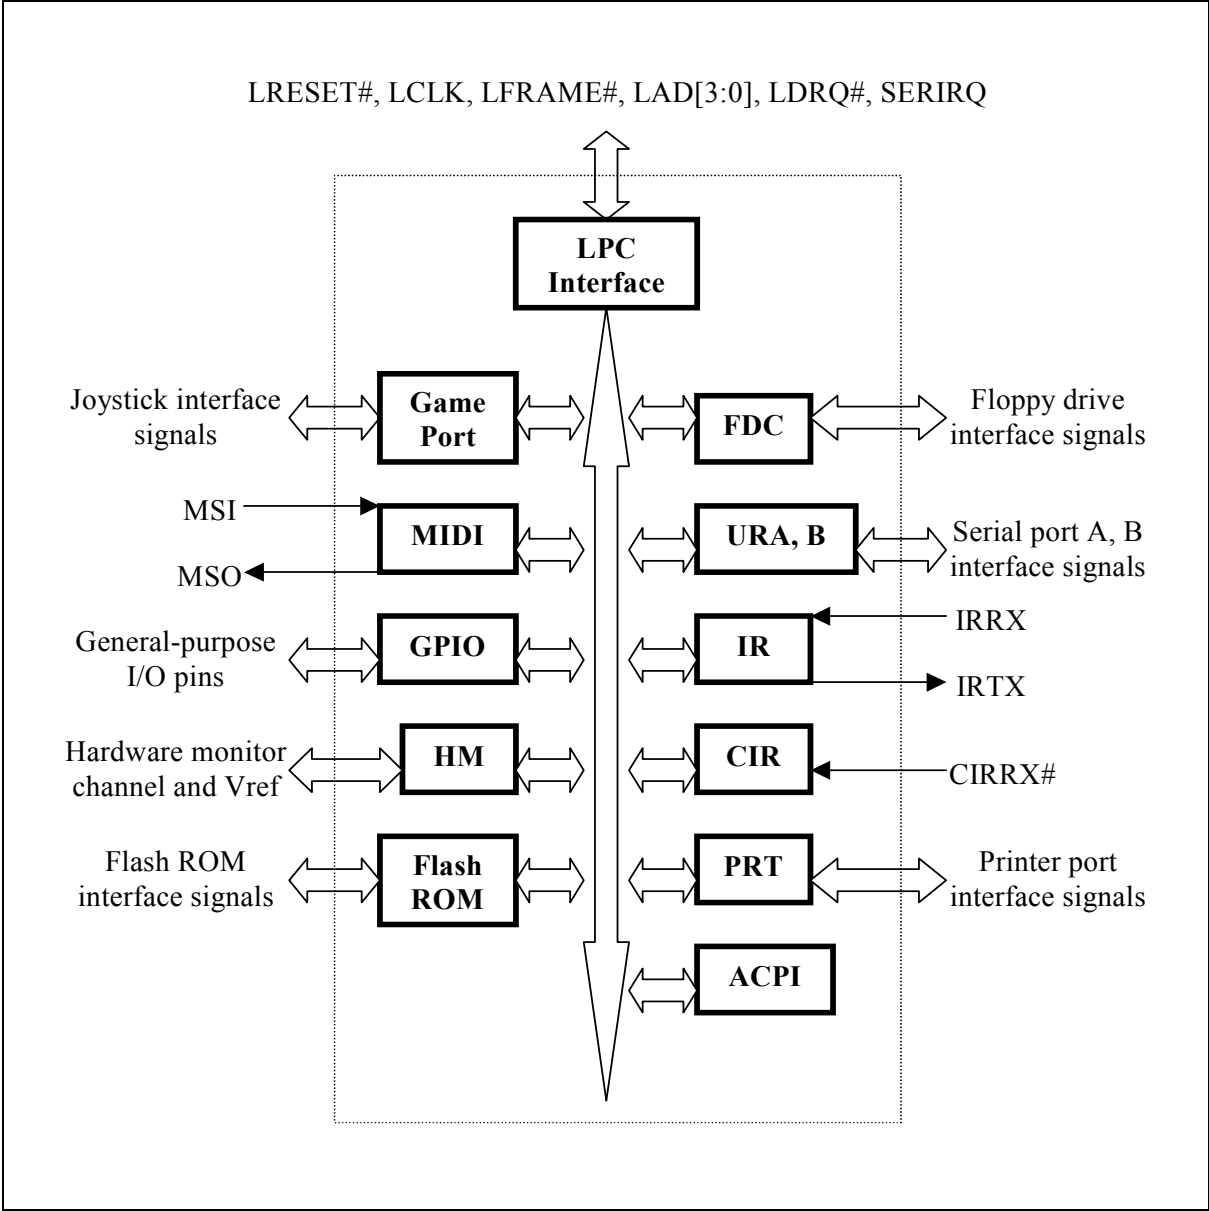 LRESET#, LCLK, LFRAME#, LAD[3:0], LDRQ#, SERIRQ
LPC
Interface
Joystick interface
signals
Game
Port
FDC
Floppy drive
interface signals
MSI
MSO
MIDI
URA, B
Serial port A, B
interface signals
General-purpose
I/O pins
GPIO
IR
IRRX
IRTX
Hardware monitor
channel and Vref
HM
CIR
CIRRX#
Flash ROM
interface signals
Flash
ROM
PRT
Printer port
interface signals
ACPI